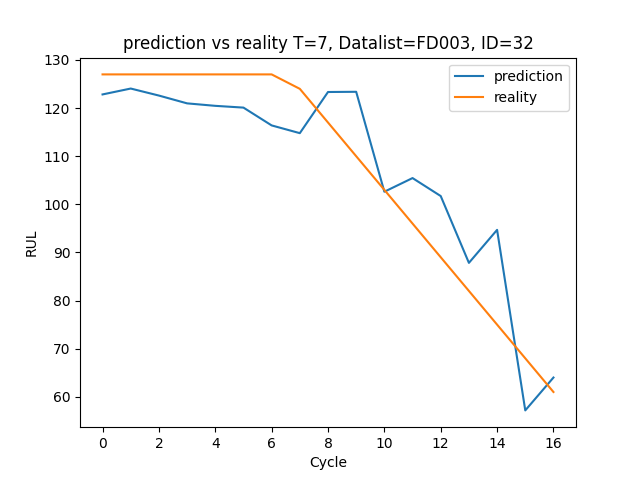 prediction vs reality T=7, Datalist=FD003, ID=32
prediction
reality
RUL
130
120
110
100
90
80
70
60
0 2 4 6 8 10 12 14 16
Cycle